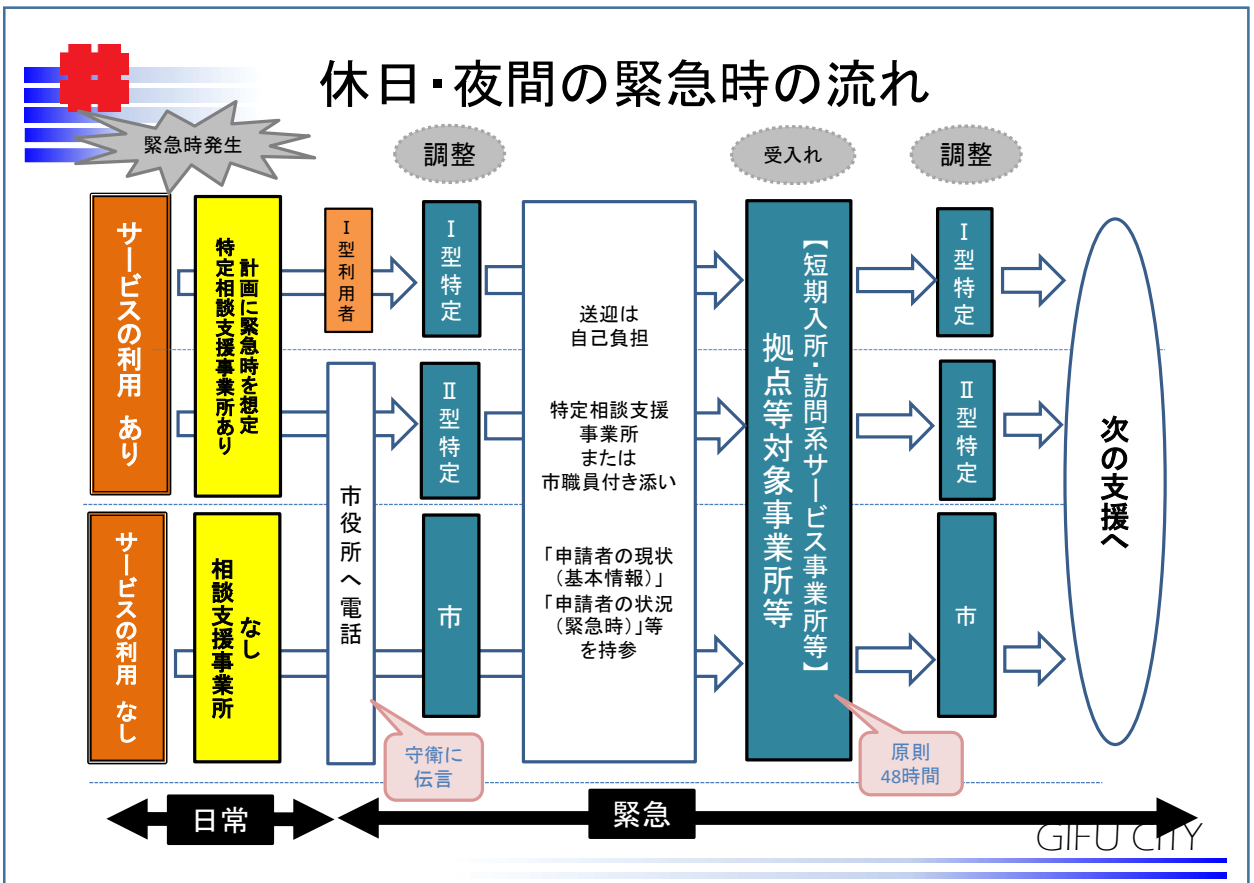 休日・夜間の緊急時の流れ
緊急時発生
調整
受入れ
調整
サービスの利用 あり
計画に緊急時を想定
特定相談支援事業所あり
Ⅰ型利用者
Ⅰ型特定
Ⅱ型特定
サービスの利用 なし
なし
相談支援事業所
市役所へ電話
市
守衛に
伝言
送迎は
自己負担
特定相談支援
事業所
または
市職員付き添い
「申請者の現状
(基本情報)」
「申請者の状況
(緊急時)」等
を持参
【短期入所・訪問系サービス事業所等】
拠点等対象事業所等
原則
48時間
Ⅰ型特定
Ⅱ型特定
市
次の支援へ
日常
緊急
GIFU CITY